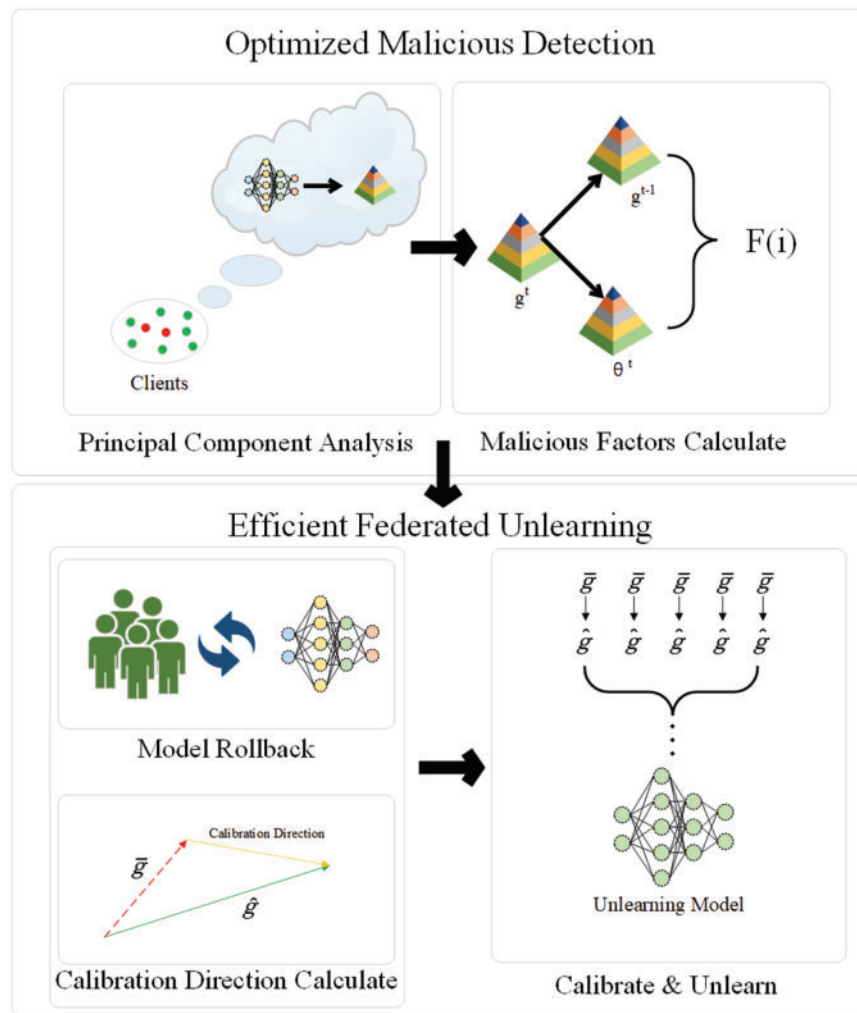 Optimized Malicious Detection
g^{t-1}
F(i)
g^t
θ^t
Clients
Principal Component Analysis
Malicious Factors Calculate
Efficient Federated Unlearning
ḡ ḡ ḡ ḡ ḡ
ĝ ĝ ĝ ĝ ĝ
Model Rollback
Calibration Direction
ḡ
ĝ
Unlearning Model
Calibration Direction Calculate
Calibrate & Unlearn